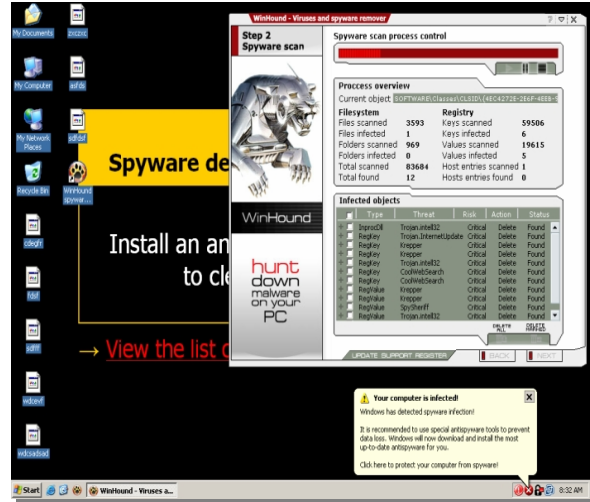 My Documents
zxczxc
My Computer
asfds
My Network
Places
sdfdsf
Recycle Bin
WinHound
spywar...
cdegfr
fdsf
sdfff
wdcevf
wdcsadsad
Spyware de
Install an an
to cle
→ View the list o
WinHound - Viruses and spyware remover
Step 2
Spyware scan
WinHound
hunt
down
malware
on your
PC
Spyware scan process control
Proccess overview
Current object SOFTWARE\Classes\CLSID\
Filesystem Registry
Files scanned 3593 Keys scanned 59506
Files infected 1 Keys infected 6
Folders scanned 969 Values scanned 19615
Folders infected 0 Values infected 5
Total scanned 83684 Host entries scanned 1
Total found 12 Hosts entries found 0
Infected objects
Type Threat Risk Action Status
InprocDll Trojan.intell32 Critical Delete Found
RegKey Trojan.InternetUpdate Critical Delete Found
RegKey Krepper Critical Delete Found
RegKey Krepper Critical Delete Found
RegKey Trojan.intell32 Critical Delete Found
RegKey CoolWebSearch Critical Delete Found
RegKey CoolWebSearch Critical Delete Found
RegValue Krepper Critical Delete Found
RegValue Krepper Critical Delete Found
RegValue SpySheriff Critical Delete Found
RegValue Trojan.intell32 Critical Delete Found
DELETE ALL DELETE MARKED
UPDATE SUPPORT REGISTER BACK NEXT
Your computer is infected!
Windows has detected spyware infection!
It is recommended to use special antispyware tools to prevent
data loss. Windows will now download and install the most
up-to-date antispyware for you.
Click here to protect your computer from spyware!
Start
WinHound - Viruses a...
8:32 AM